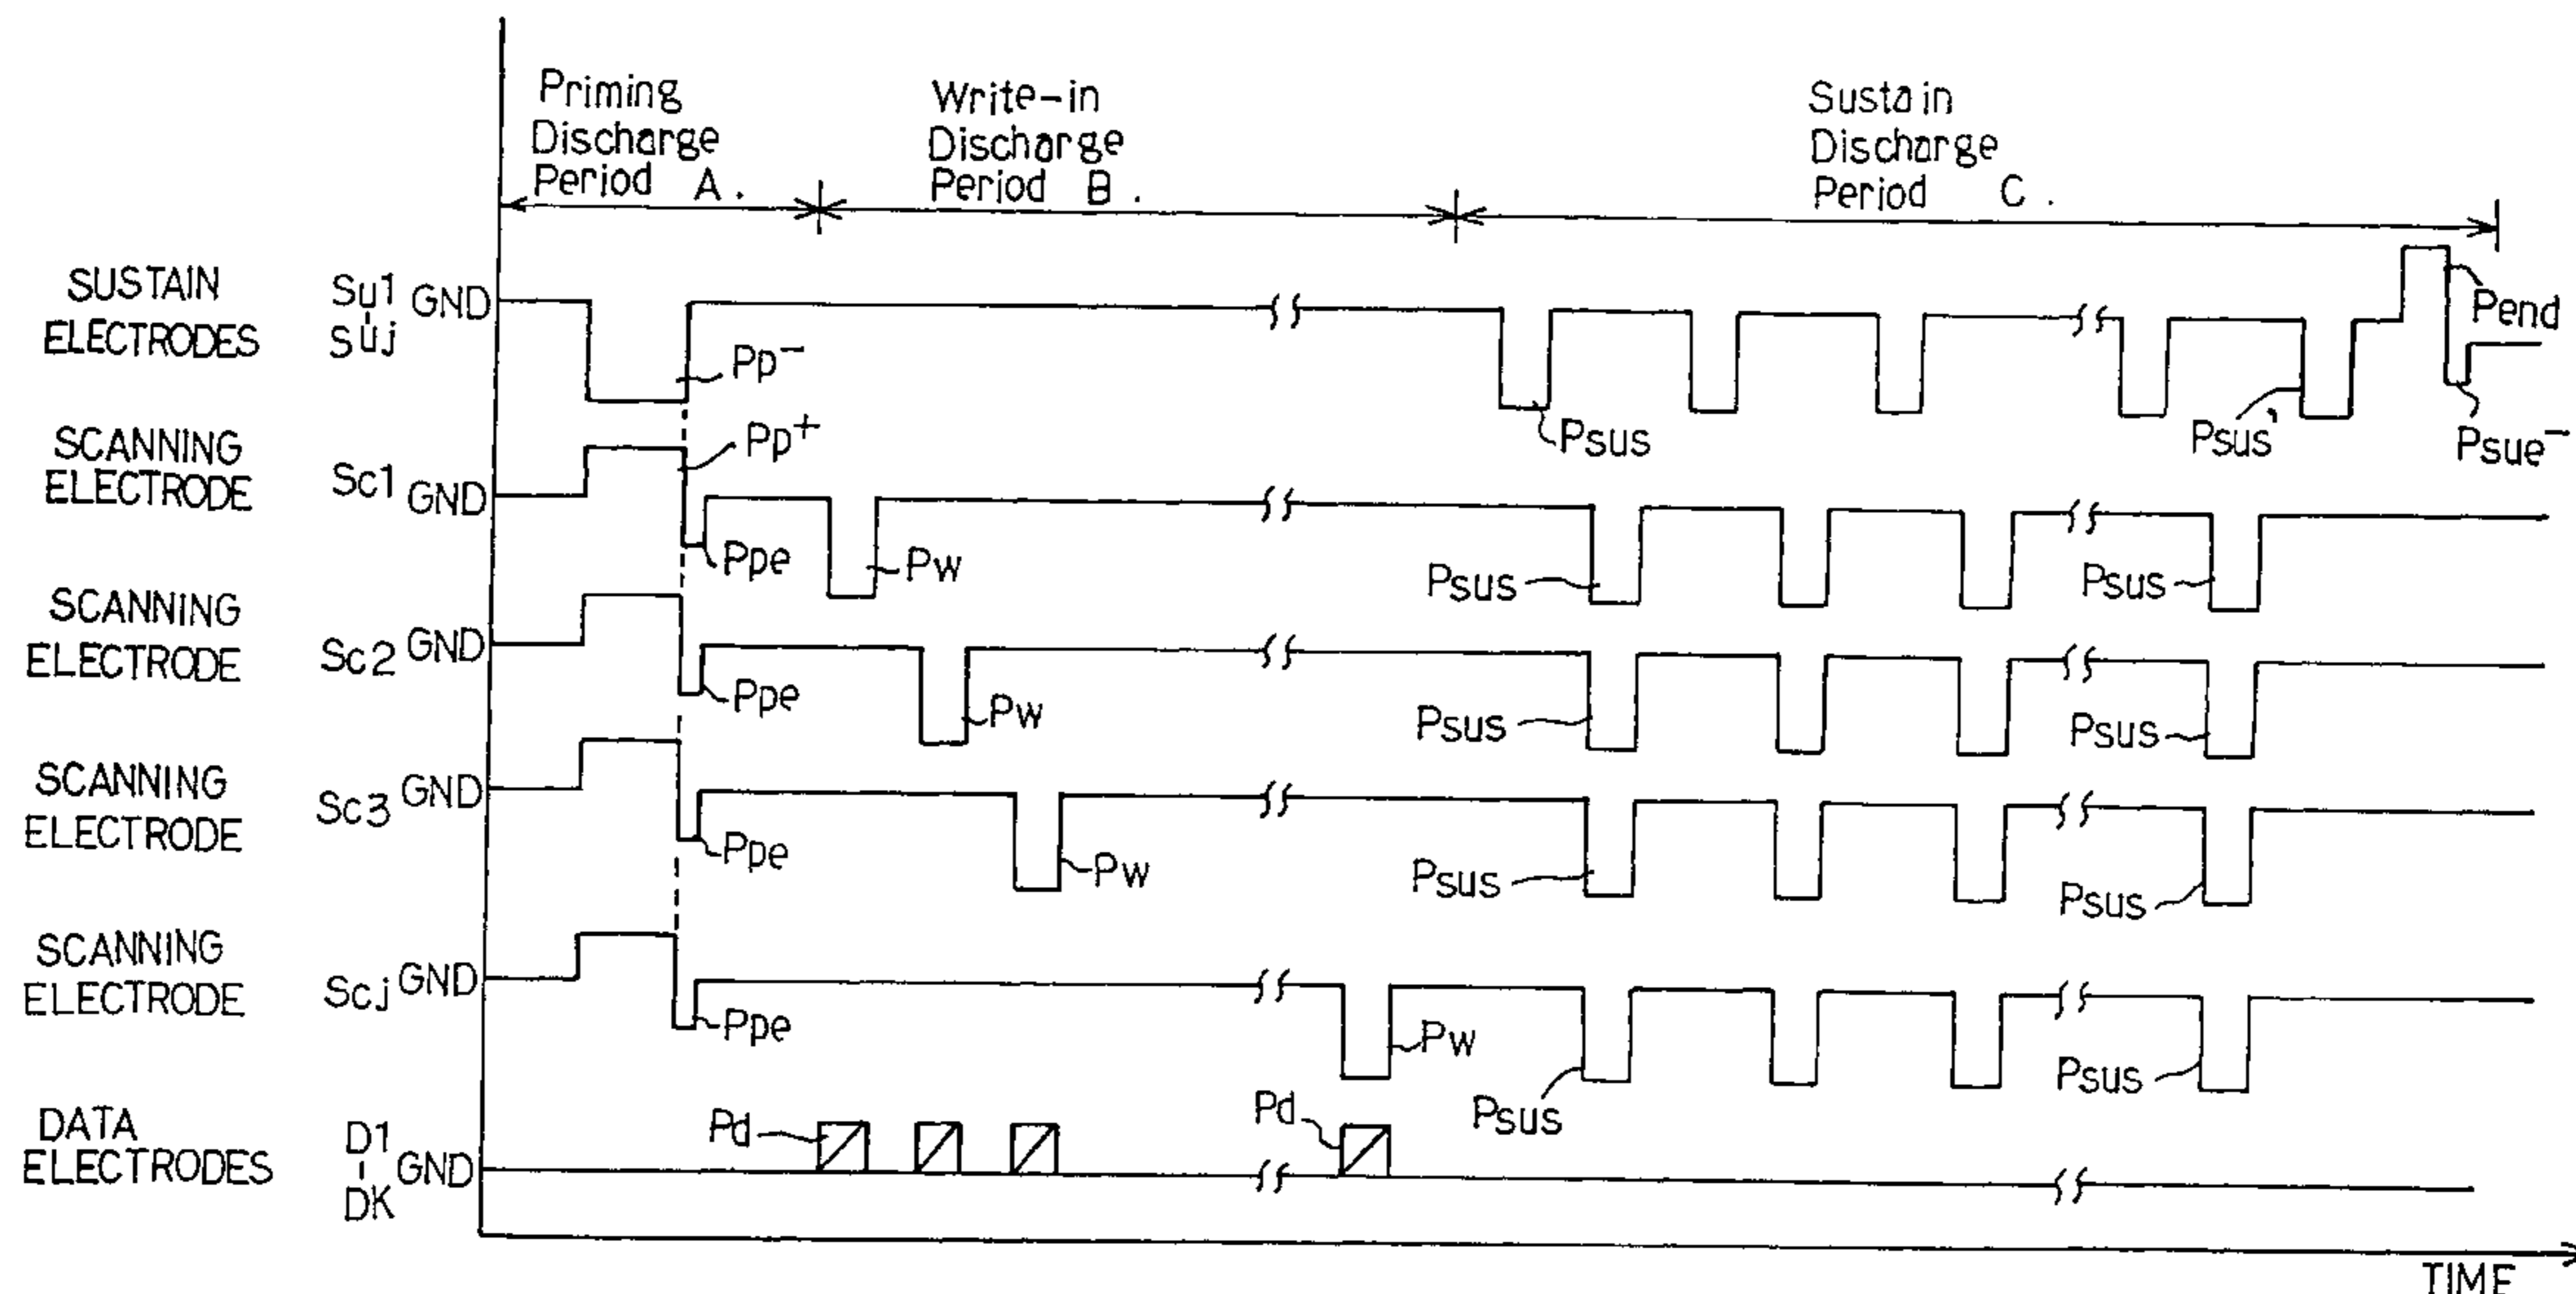 Priming
Discharge
Period A.
Write-in
Discharge
Period B.
Sustain
Discharge
Period C.
SUSTAIN
ELECTRODES
Su1
Suj
GND
Pp-
Psus
Psus'
Pend
Psue-
SCANNING
ELECTRODE
Sc1 GND
Pp+
Ppe
Pw
Psus
Psus
SCANNING
ELECTRODE
Sc2 GND
Ppe
Pw
Psus
Psus
SCANNING
ELECTRODE
Sc3 GND
Ppe
Pw
Psus
Psus
SCANNING
ELECTRODE
Scj GND
Ppe
Pw
Psus
Psus
DATA
ELECTRODES
D1
DK
GND
Pd
Pd
TIME